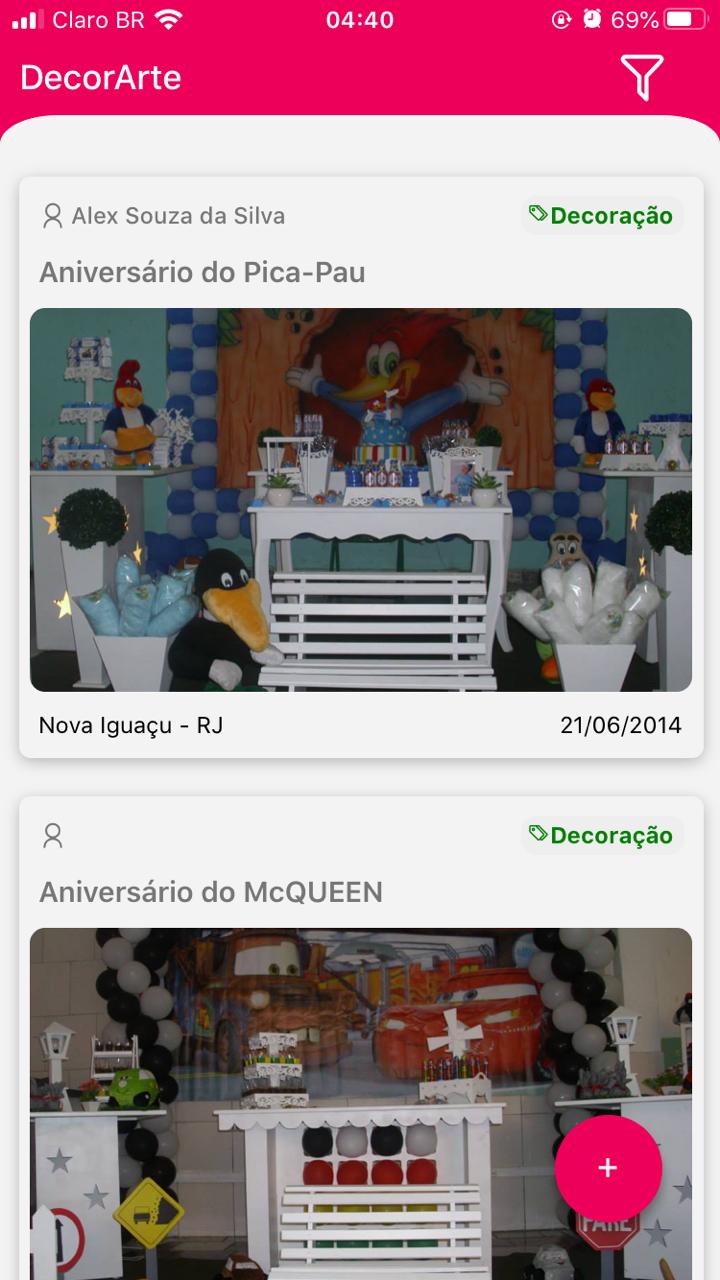 Claro BR 04:40 69%
DecorArte
Alex Souza da Silva Decoração
Aniversário do Pica-Pau
Nova Iguaçu - RJ 21/06/2014
Decoração
Aniversário do McQUEEN
+
PARE